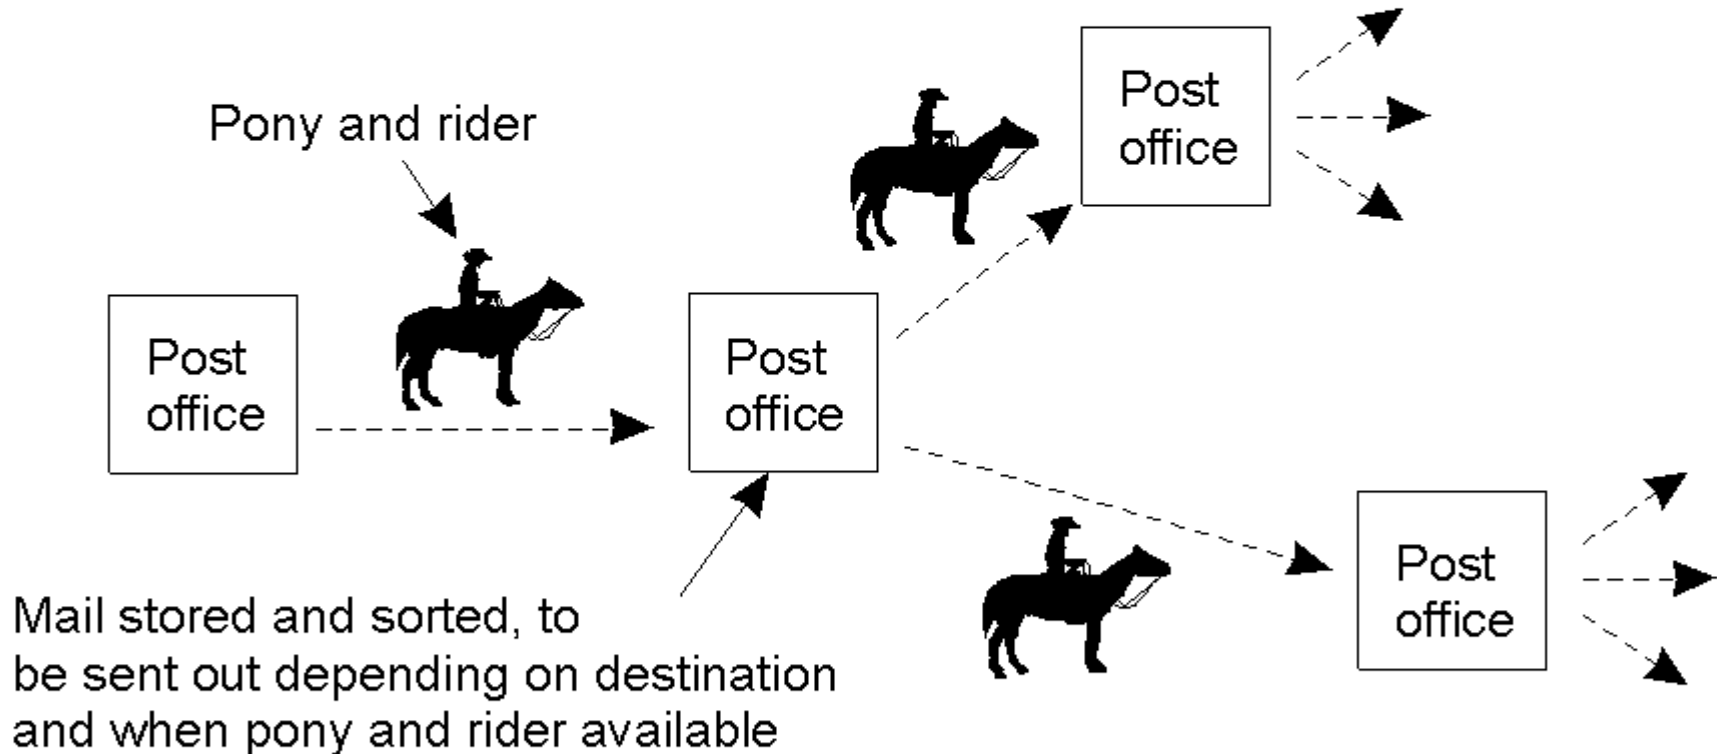 Pony and rider
Post
office
Post
office
Post
office
Post
office
Mail stored and sorted, to
be sent out depending on destination
and when pony and rider available